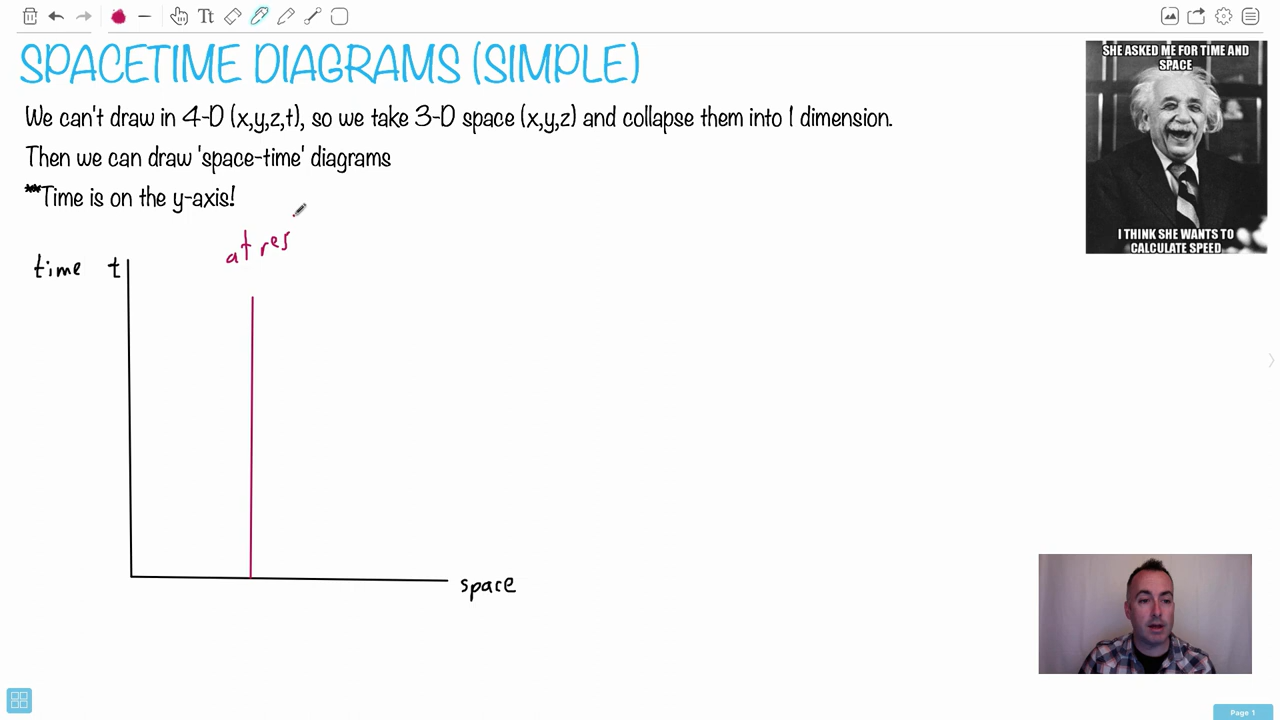 Tt
SPACETIME DIAGRAMS (SIMPLE)
We can't draw in 4-D (x,y,z,t), so we take 3-D space (x,y,z) and collapse them into 1 dimension.
Then we can draw 'space-time' diagrams
***Time is on the y-axis!
SHE ASKED ME FOR TIME AND
SPACE
I THINK SHE WANTS TO
CALCULATE SPEED
at res
time t
space
Page 1